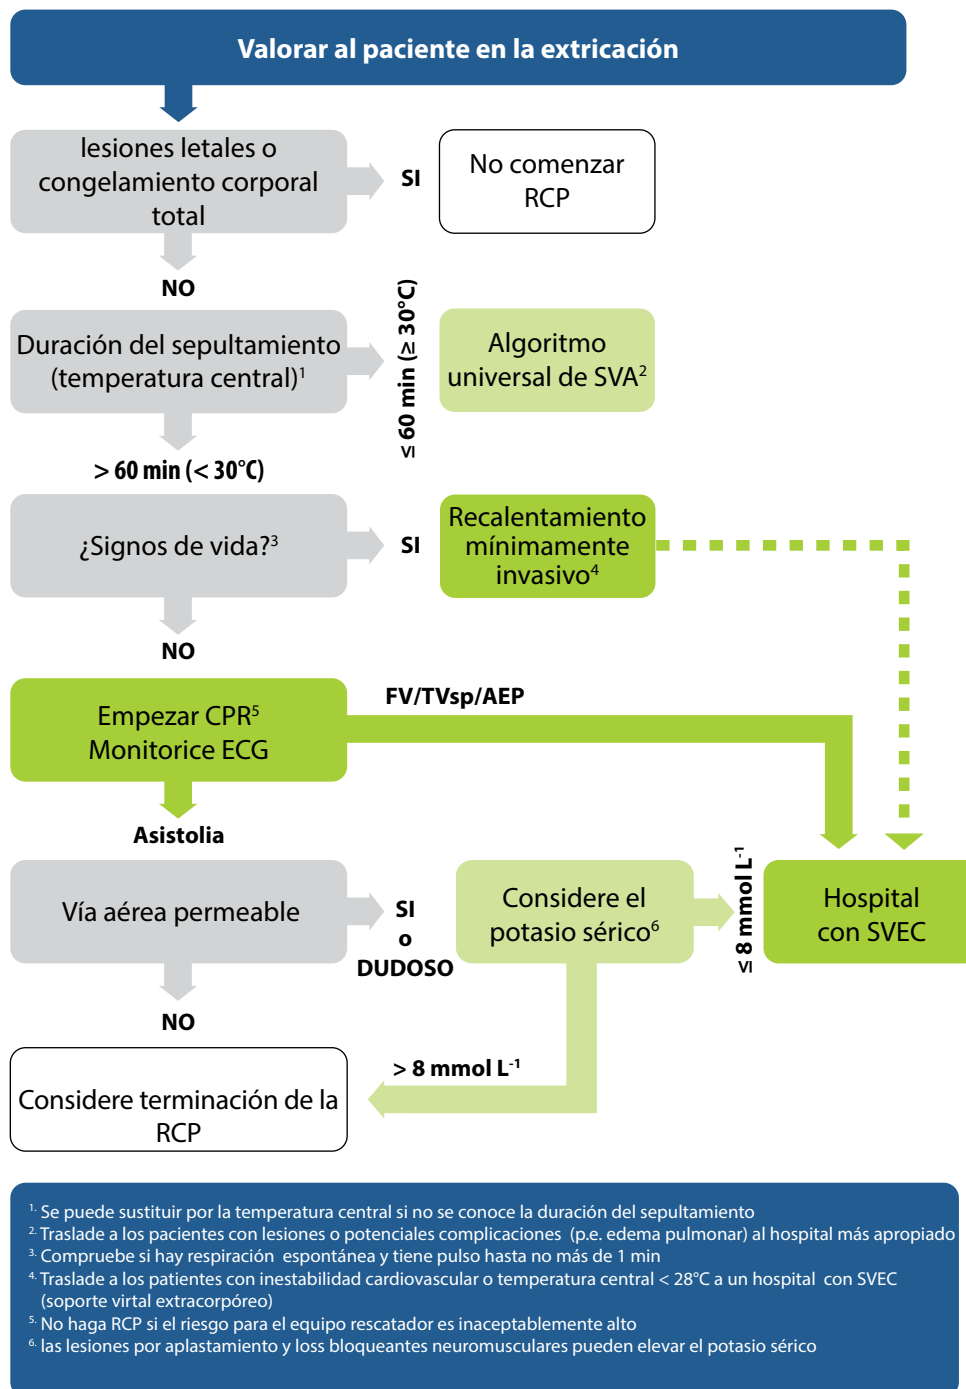 Valorar al paciente en la extricación
lesiones letales o
congelamiento corporal
total
SI
No comenzar
RCP
NO
Duración del sepultamiento
(temperatura central)¹
≤ 60 min (≥ 30°C)
Algoritmo
universal de SVA²
> 60 min (< 30°C)
¿Signos de vida?³
SI
Recalentamiento
mínimamente
invasivo⁴
NO
Empezar CPR⁵
Monitorice ECG
FV/TVsp/AEP
Asistolia
Vía aérea permeable
SI
o
DUDOSO
Considere el
potasio sérico⁶
≤ 8 mmol L⁻¹
Hospital
con SVEC
NO
> 8 mmol L⁻¹
Considere terminación de la
RCP
¹· Se puede sustituir por la temperatura central si no se conoce la duración del sepultamiento
²· Traslade a los pacientes con lesiones o potenciales complicaciones (p.e. edema pulmonar) al hospital más apropiado
³· Compruebe si hay respiración espontánea y tiene pulso hasta no más de 1 min
⁴· Traslade a los patientes con inestabilidad cardiovascular o temperatura central < 28°C a un hospital con SVEC
(soporte virtal extracorpóreo)
⁵· No haga RCP si el riesgo para el equipo rescatador es inaceptablemente alto
⁶· las lesiones por aplastamiento y loss bloqueantes neuromusculares pueden elevar el potasio sérico